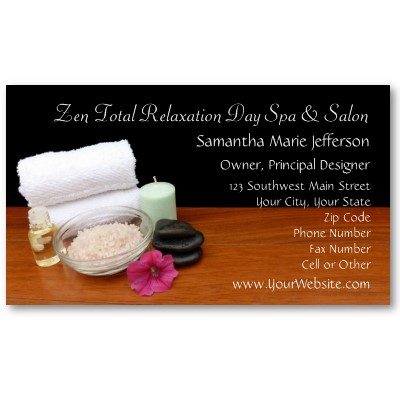 Zen Total Relaxation Day Spa & Salon
Samantha Marie Jefferson
Owner, Principal Designer
123 Southwest Main Street
Your City, Your State
Zip Code
Phone Number
Fax Number
Cell or Other
www.YourWebsite.com